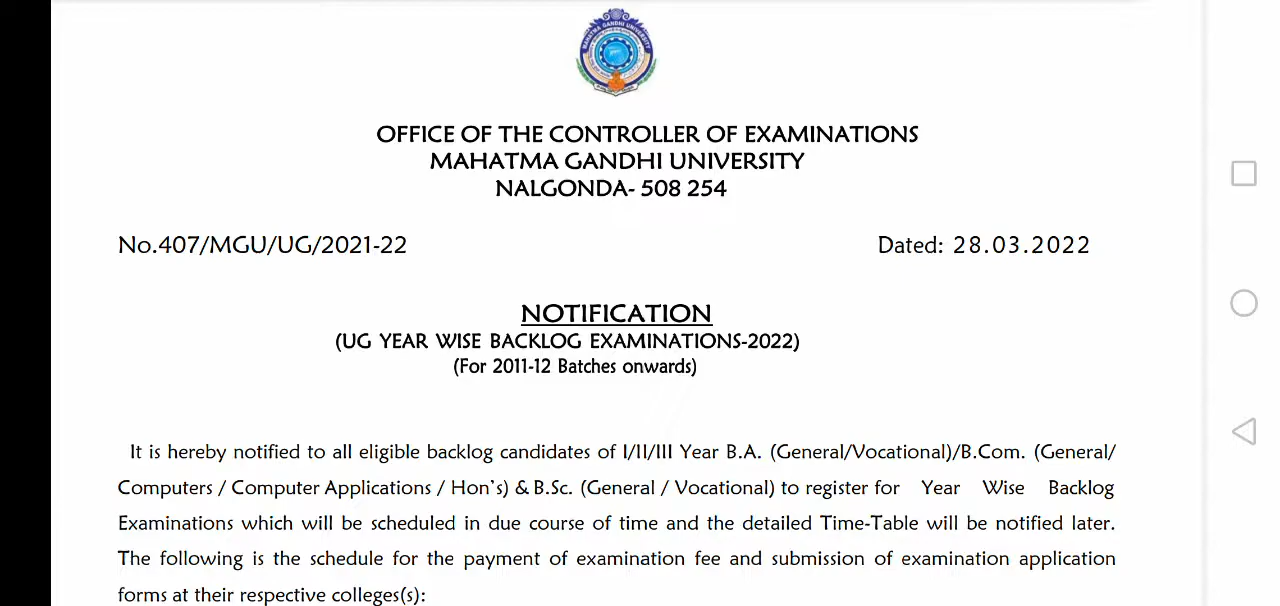 MAHATMA GANDHI UNIVERSITY
OFFICE OF THE CONTROLLER OF EXAMINATIONS
MAHATMA GANDHI UNIVERSITY
NALGONDA- 508 254
No.407/MGU/UG/2021-22 Dated: 28.03.2022
NOTIFICATION
(UG YEAR WISE BACKLOG EXAMINATIONS-2022)
(For 2011-12 Batches onwards)
It is hereby notified to all eligible backlog candidates of I/II/III Year B.A. (General/Vocational)/B.Com. (General/
Computers / Computer Applications / Hon's) & B.Sc. (General / Vocational) to register for Year Wise Backlog
Examinations which will be scheduled in due course of time and the detailed Time-Table will be notified later.
The following is the schedule for the payment of examination fee and submission of examination application
forms at their respective colleges(s):